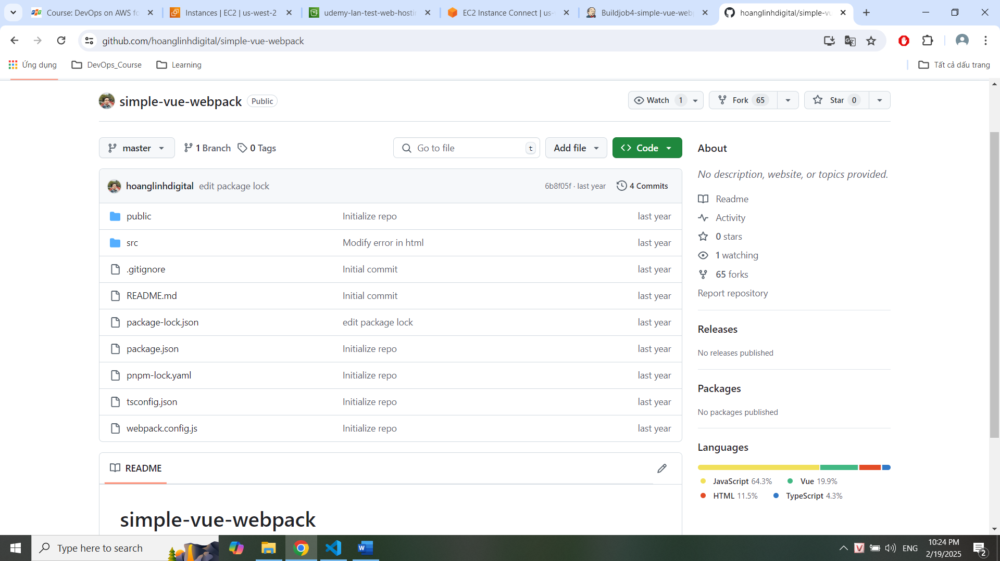 Course: DevOps on AWS fo
Instances | EC2 | us-west-2
udemy-lan-test-web-hosti
EC2 Instance Connect | us-
Buildjob4-simple-vue-web
hoanglinhdigital/simple-vu
github.com/hoanglinhdigital/simple-vue-webpack
Ứng dụng
DevOps_Course
Learning
Tất cả dấu trang
simple-vue-webpack
Public
Watch 1
Fork 65
Star 0
master
1 Branch
0 Tags
Go to file
t
Add file
Code
hoanglinhdigital edit package lock
6b8f05f · last year
4 Commits
public Initialize repo last year
src Modify error in html last year
.gitignore Initial commit last year
README.md Initial commit last year
package-lock.json edit package lock last year
package.json Initialize repo last year
pnpm-lock.yaml Initialize repo last year
tsconfig.json Initialize repo last year
webpack.config.js Initialize repo last year
README
simple-vue-webpack
About
No description, website, or topics provided.
Readme
Activity
0 stars
1 watching
65 forks
Report repository
Releases
No releases published
Packages
No packages published
Languages
JavaScript 64.3%
Vue 19.9%
HTML 11.5%
TypeScript 4.3%
Type here to search
ENG
10:24 PM
2/19/2025
2